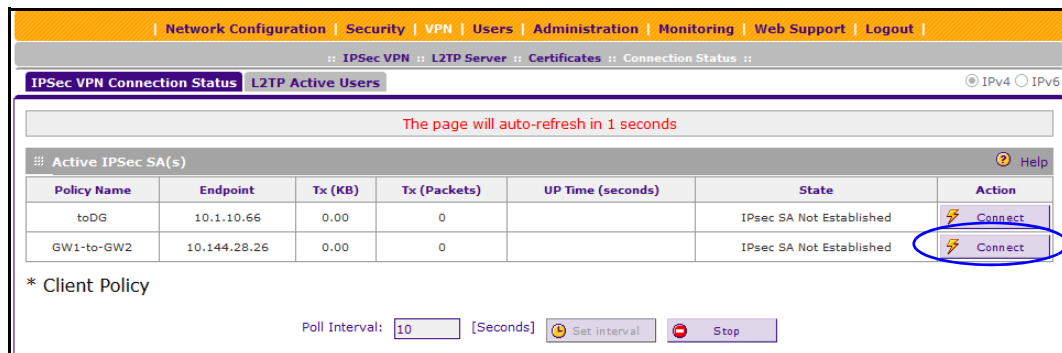 | Network Configuration | Security | VPN | Users | Administration | Monitoring | Web Support | Logout |
:: IPSec VPN :: L2TP Server :: Certificates :: Connection Status ::
IPSec VPN Connection Status L2TP Active Users IPv4 IPv6
The page will auto-refresh in 1 seconds
Active IPSec SA(s) Help
Policy Name Endpoint Tx (KB) Tx (Packets) UP Time (seconds) State Action
toDG 10.1.10.66 0.00 0 IPsec SA Not Established Connect
GW1-to-GW2 10.144.28.26 0.00 0 IPsec SA Not Established Connect
* Client Policy
Poll Interval: 10 [Seconds] Set interval Stop